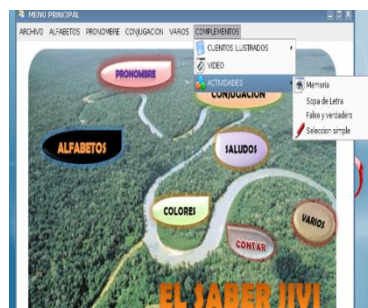 MENU PRINCIPAL
ARCHIVO ALFABETOS PRONOMBRE CONJUGACION VARIOS COMPLEMENTOS
CUENTOS ILUSTRADOS
VIDEO
ACTIVIDADES
Memoria
Sopa de Letra
Falso y verdadero
Seleccion simple
PRONOMBRE
CONJUGACION
ALFABETOS
SALUDOS
COLORES
VARIOS
CONTAR
EL SABER JIVI